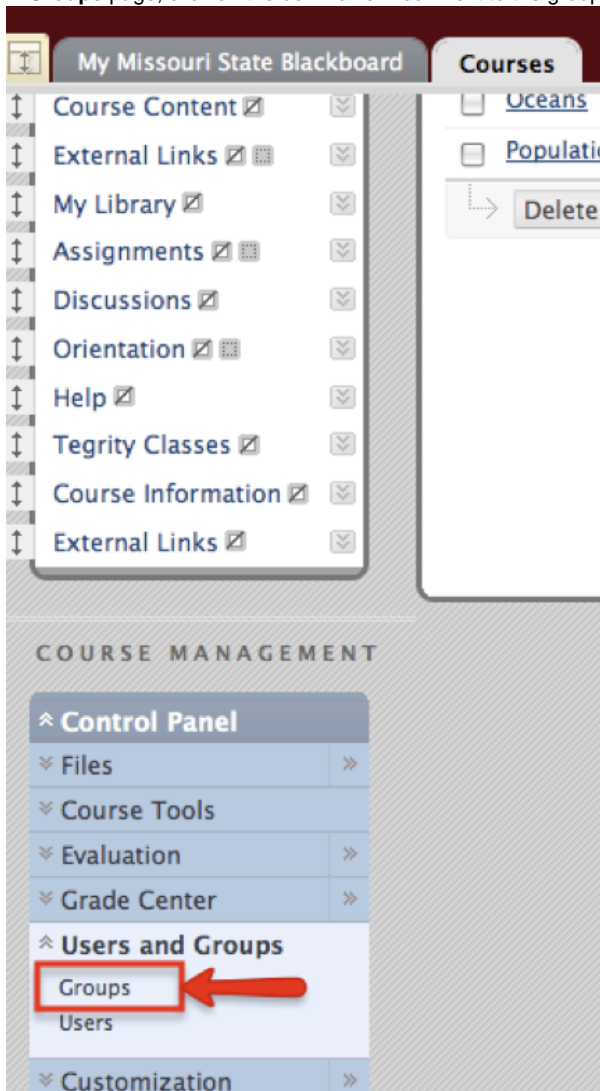 My Missouri State Blackboard
Courses
Course Content
External Links
My Library
Assignments
Discussions
Orientation
Help
Tegrity Classes
Course Information
External Links
Oceans
Delete
COURSE MANAGEMENT
Control Panel
Files
Course Tools
Evaluation
Grade Center
Users and Groups
Groups
Users
Customization